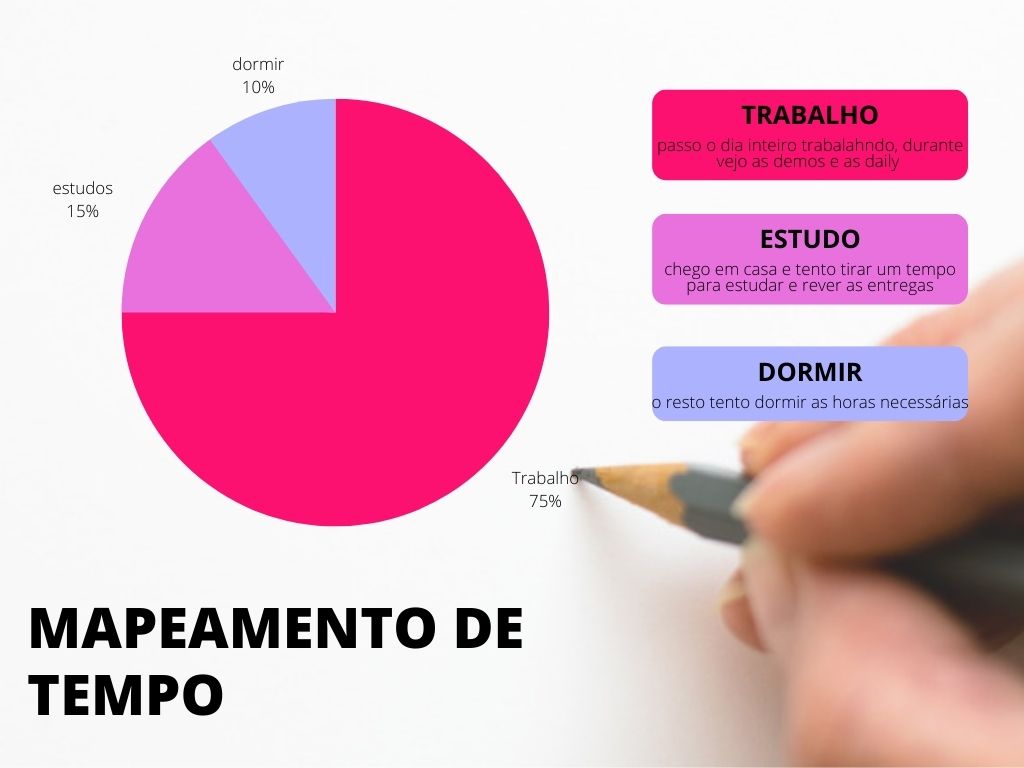 dormir
10%
estudos
15%
Trabalho
75%
TRABALHO
passo o dia inteiro trabalahndo, durante
vejo as demos e as daily
ESTUDO
chego em casa e tento tirar um tempo
para estudar e rever as entregas
DORMIR
o resto tento dormir as horas necessárias
MAPEAMENTO DE
TEMPO